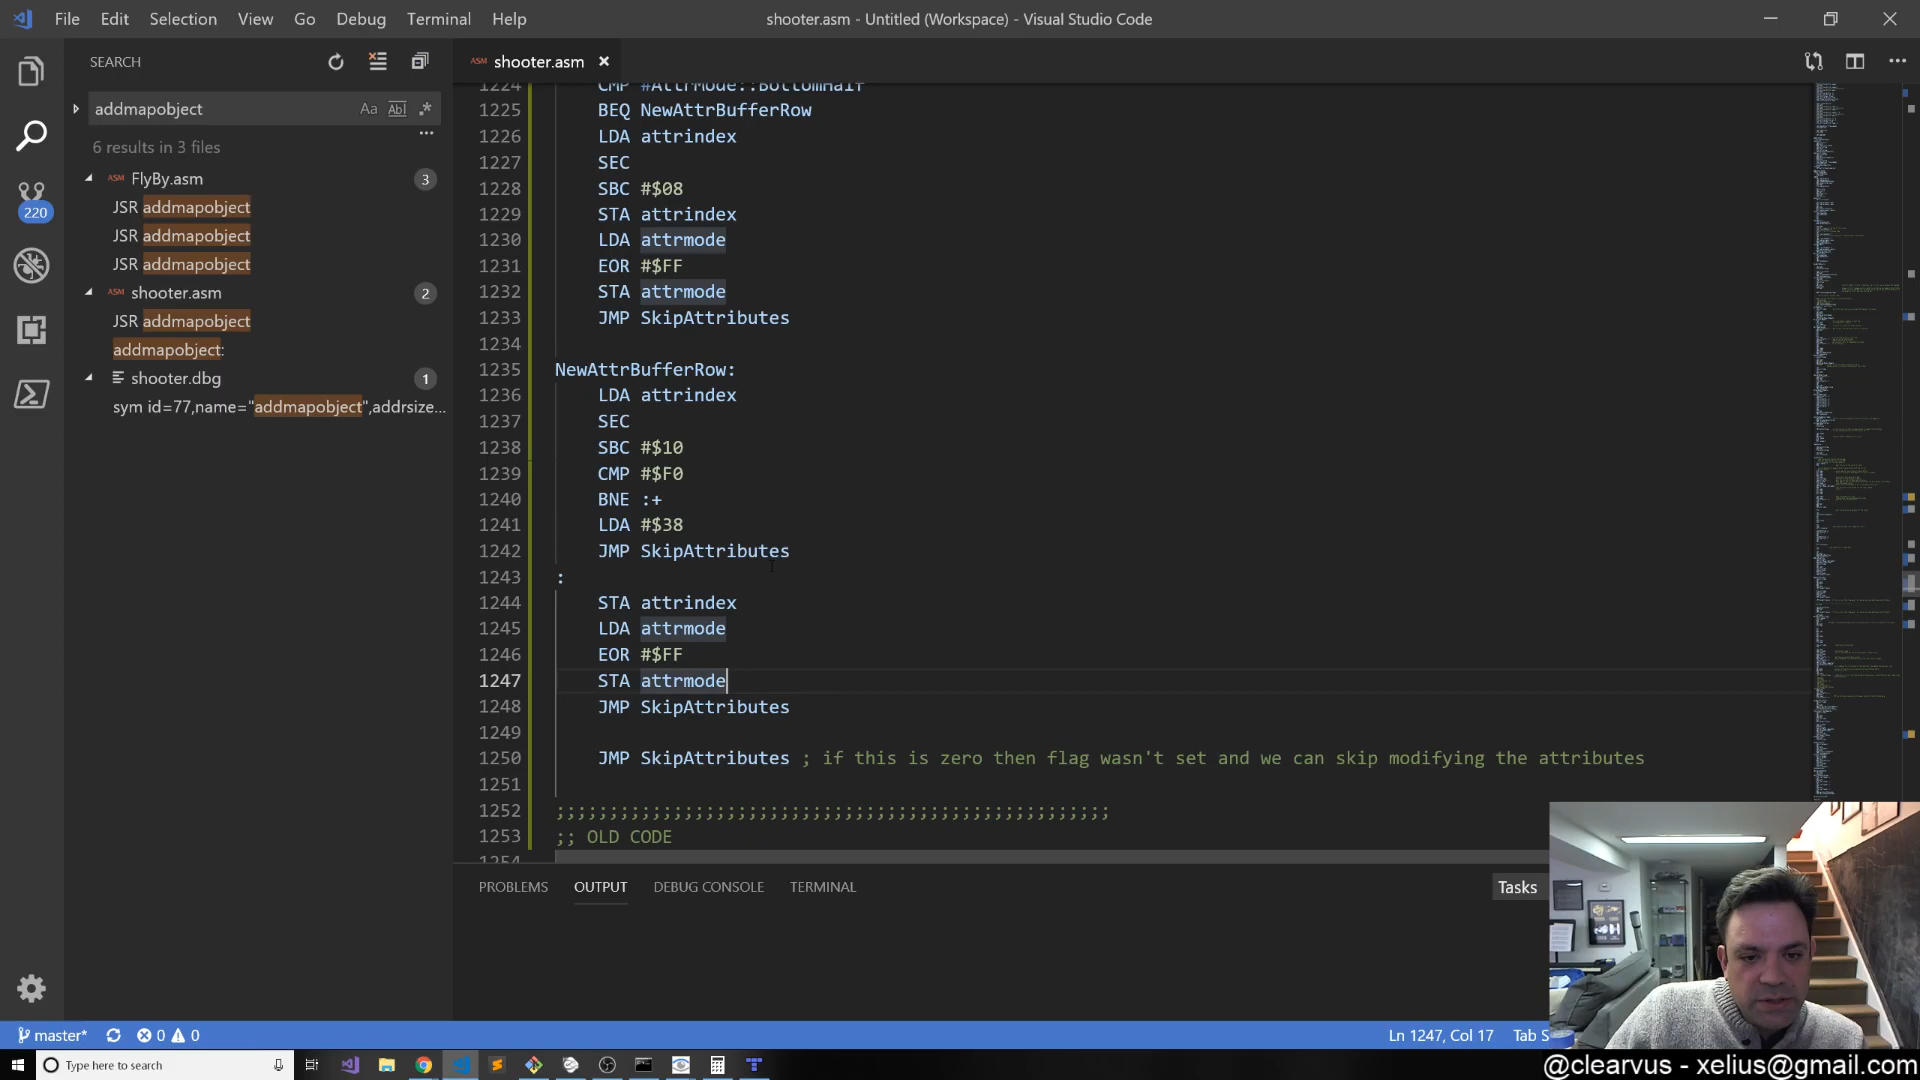 File Edit Selection View Go Debug Terminal Help
shooter.asm - Untitled (Workspace) - Visual Studio Code
SEARCH
addmapobject
Aa Abl .*
6 results in 3 files
ASM FlyBy.asm 3
JSR addmapobject
JSR addmapobject
JSR addmapobject
ASM shooter.asm 2
JSR addmapobject
addmapobject:
shooter.dbg 1
sym id=77,name="addmapobject",addrsize...
220
ASM shooter.asm
1224 CMP #AttrMode::BottomHalf
1225 BEQ NewAttrBufferRow
1226 LDA attrindex
1227 SEC
1228 SBC #$08
1229 STA attrindex
1230 LDA attrmode
1231 EOR #$FF
1232 STA attrmode
1233 JMP SkipAttributes
1234
1235 NewAttrBufferRow:
1236 LDA attrindex
1237 SEC
1238 SBC #$10
1239 CMP #$F0
1240 BNE :+
1241 LDA #$38
1242 JMP SkipAttributes
1243 :
1244 STA attrindex
1245 LDA attrmode
1246 EOR #$FF
1247 STA attrmode
1248 JMP SkipAttributes
1249
1250 JMP SkipAttributes ; if this is zero then flag wasn't set and we can skip modifying the attributes
1251
1252 ;;;;;;;;;;;;;;;;;;;;;;;;;;;;;;;;;;;;;;;;;;;;;;;;;;;;
1253 ;; OLD CODE
1254
PROBLEMS OUTPUT DEBUG CONSOLE TERMINAL
Tasks
master* 0 0
Ln 1247, Col 17 Tab S
Type here to search
@clearvus - xelius@gmail.com